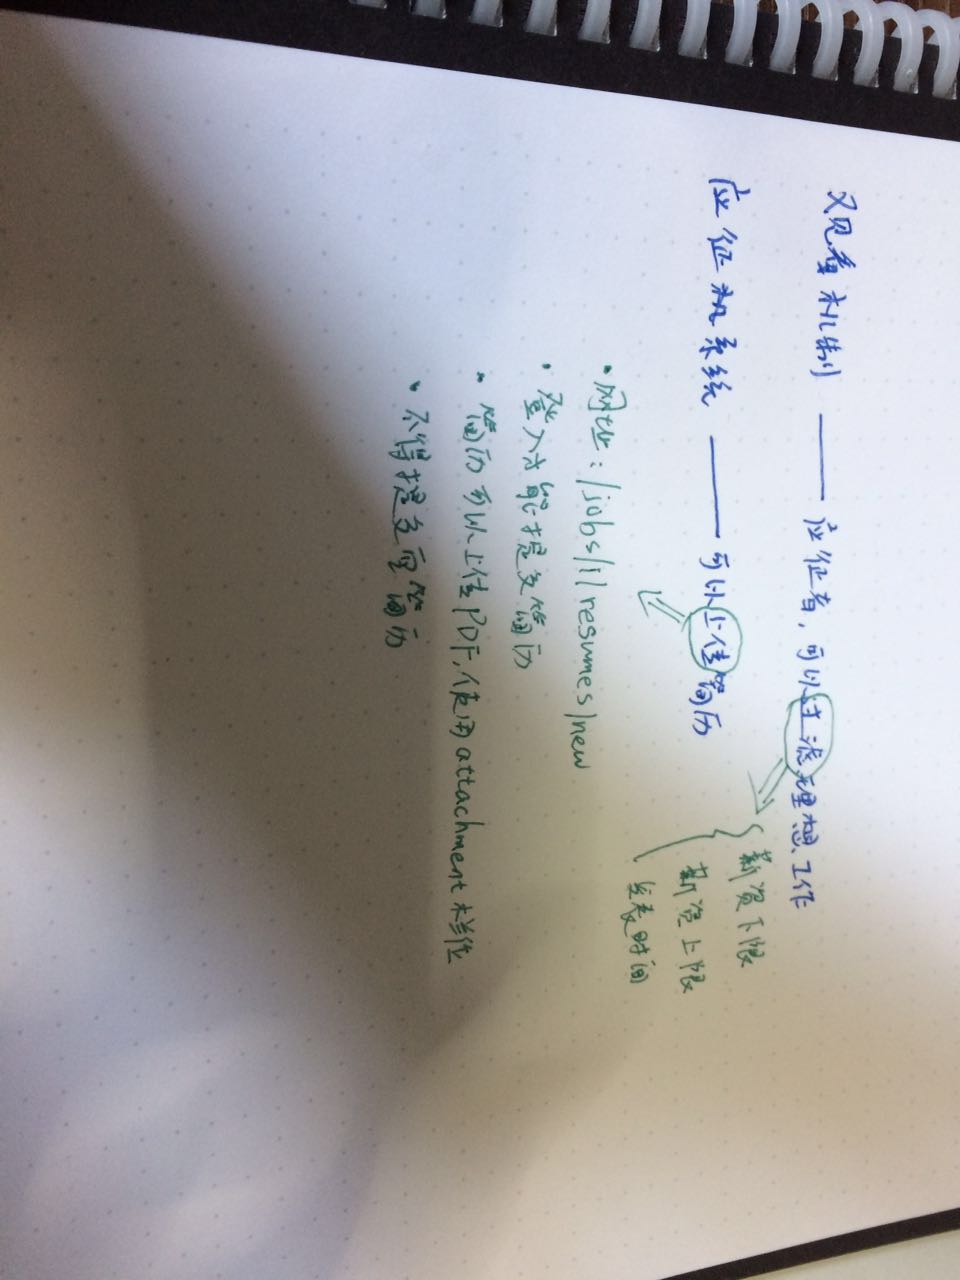 观看机制 —— 应征者,可以过滤理想工作
薪资下限
薪资上限
发表时间
应征机系统 —— 可以上传简历
• 网址:/jobs/1/resumes/new
• 登入才能提交简历
• 简历可以上传PDF,使用attachment栏位
• 不得提交空简历